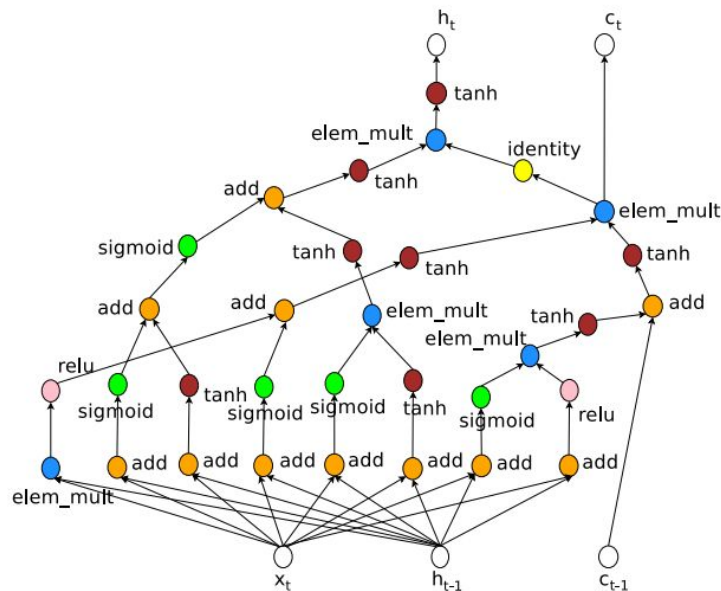 h_t c_t
tanh
elem_mult
identity
tanh
add
elem_mult
sigmoid
tanh
tanh
tanh
add
add
elem_mult
add
tanh
elem_mult
relu
sigmoid
tanh
sigmoid
sigmoid
tanh
sigmoid
relu
elem_mult
add
add
add
add
add
add
add
x_t h_t-1 c_t-1